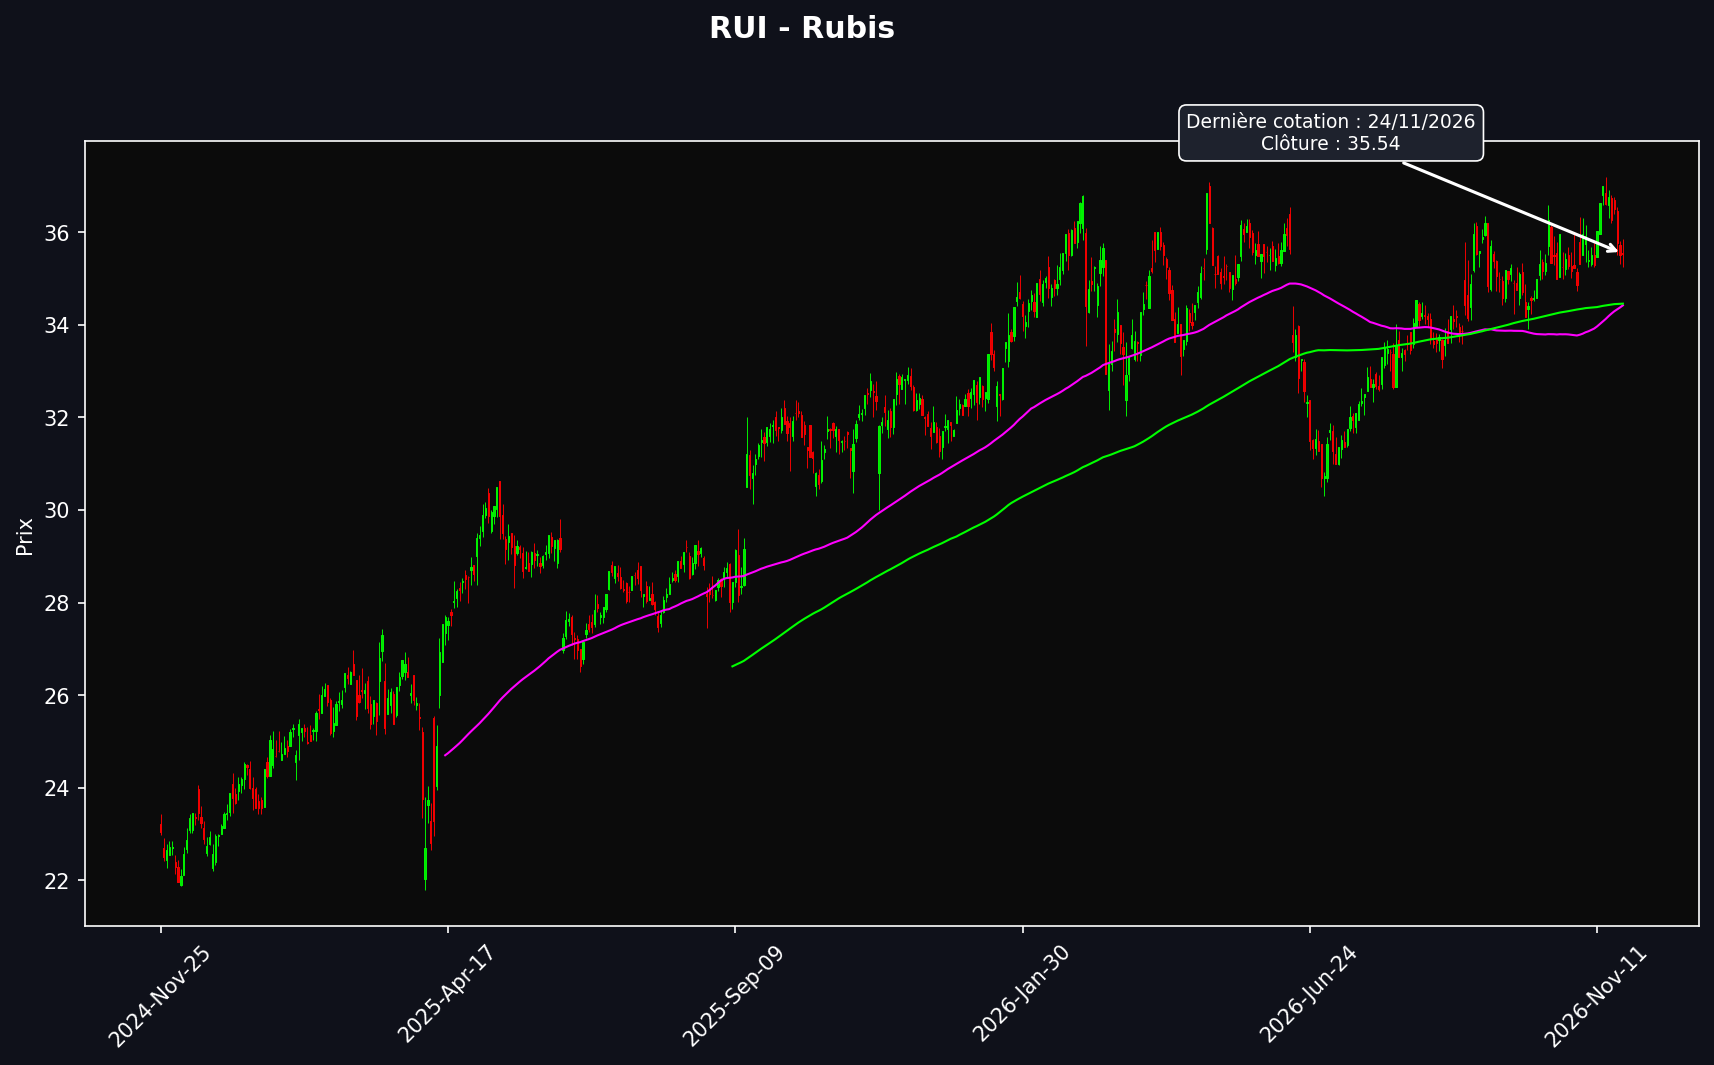 RUI - Rubis
Dernière cotation : 24/11/2026
Clôture : 35.54
36
34
32
30
28
26
24
22
Prix
2024-Nov-25
2025-Apr-17
2025-Sep-09
2026-Jan-30
2026-Jun-24
2026-Nov-11